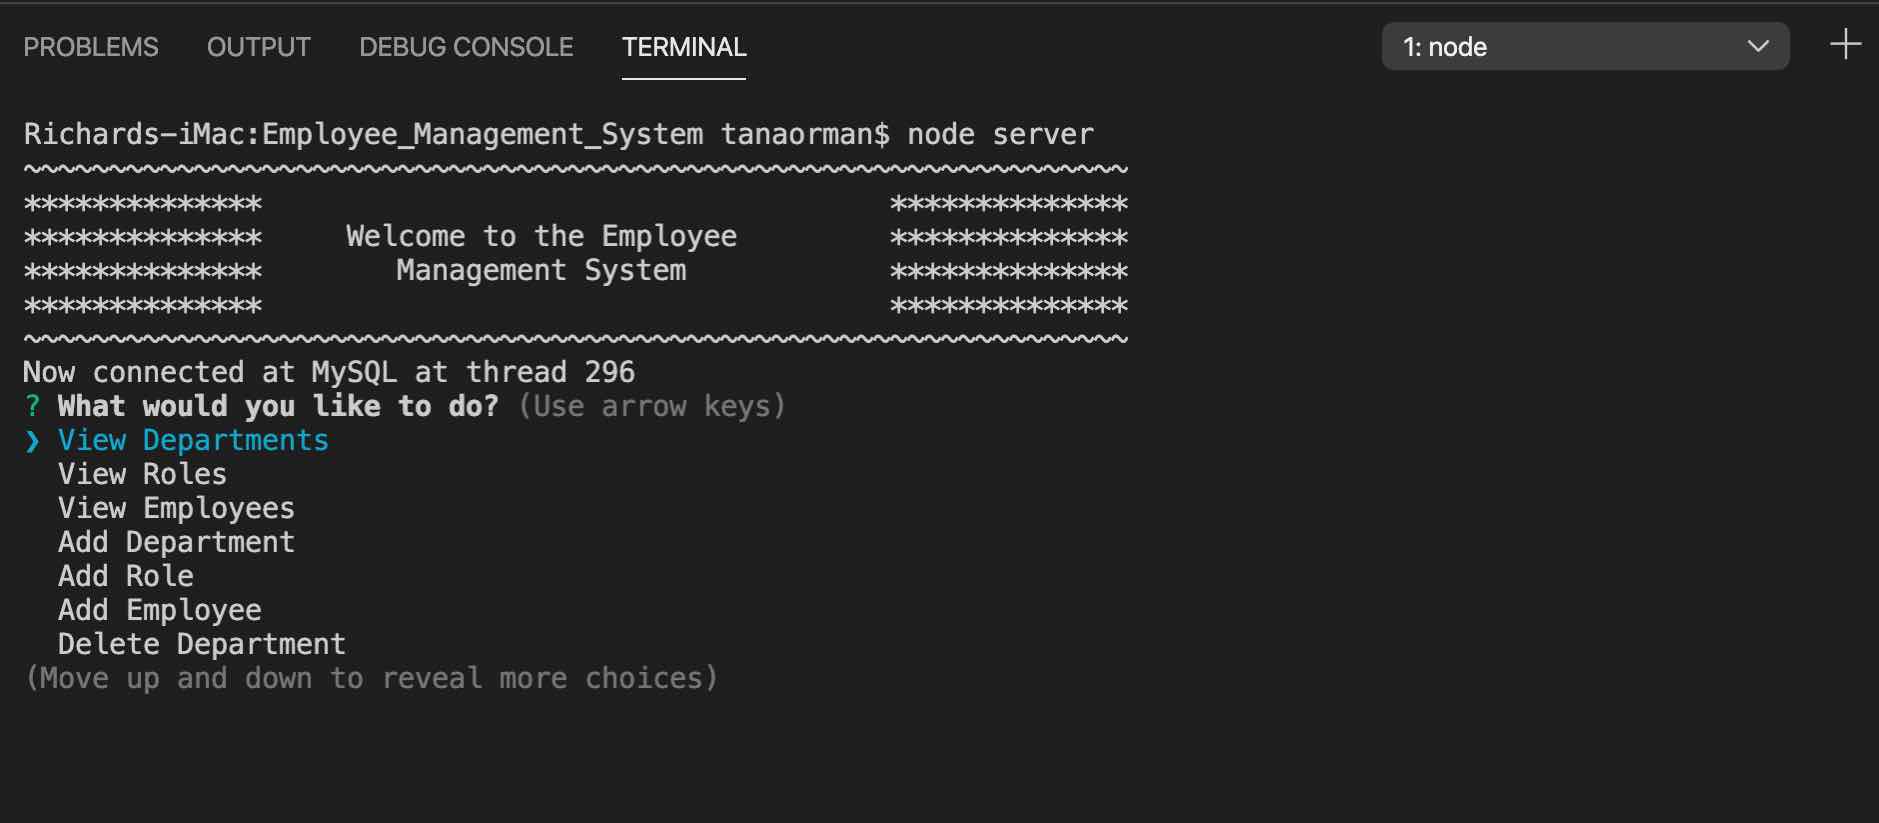 PROBLEMS OUTPUT DEBUG CONSOLE TERMINAL 1: node
Richards-iMac:Employee_Management_System tanaorman$ node server
~~~~~~~~~~~~~~~~~~~~~~~~~~~~~~~~~~~~~~~~~~~~~~~~~~~~~~~~~~~~~~~~~
************** **************
************** Welcome to the Employee **************
************** Management System **************
************** **************
~~~~~~~~~~~~~~~~~~~~~~~~~~~~~~~~~~~~~~~~~~~~~~~~~~~~~~~~~~~~~~~~~
Now connected at MySQL at thread 296
? What would you like to do? (Use arrow keys)
❯ View Departments
View Roles
View Employees
Add Department
Add Role
Add Employee
Delete Department
(Move up and down to reveal more choices)